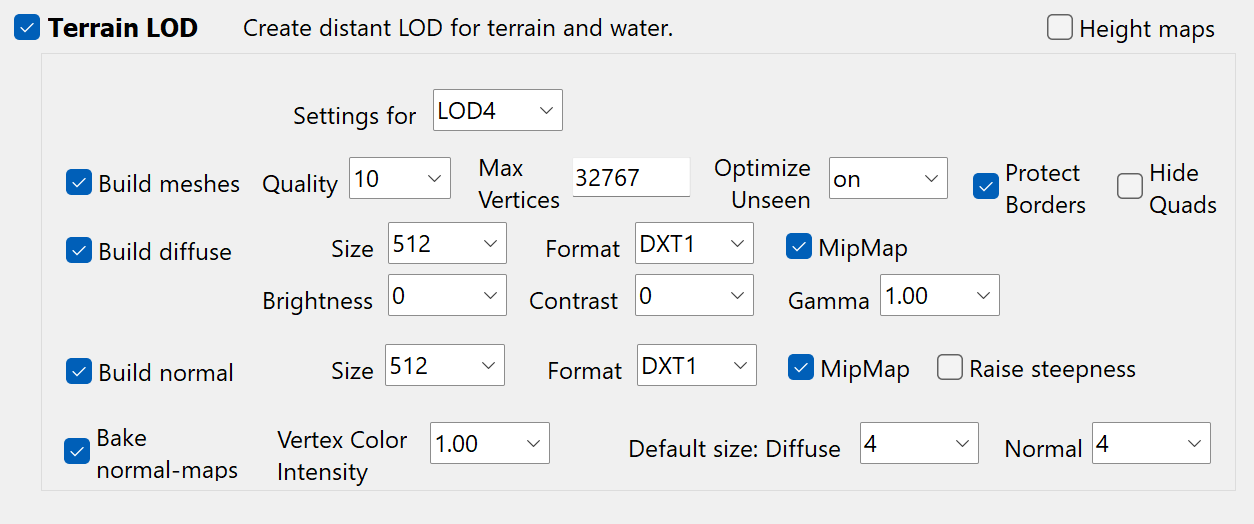 Terrain LOD Create distant LOD for terrain and water. Height maps
Settings for LOD4
Build meshes Quality 10 Max Vertices 32767 Optimize Unseen on Protect Borders Hide Quads
Build diffuse Size 512 Format DXT1 MipMap
Brightness 0 Contrast 0 Gamma 1.00
Build normal Size 512 Format DXT1 MipMap Raise steepness
Bake normal-maps Vertex Color Intensity 1.00 Default size: Diffuse 4 Normal 4